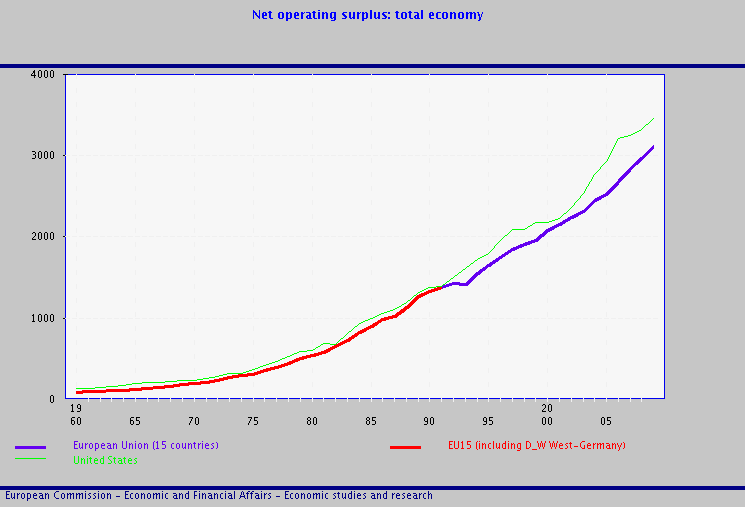 Net operating surplus: total economy
4000
3000
2000
1000
0
19 20
60 65 70 75 80 85 90 95 00 05
European Union (15 countries) EU15 (including D_W West-Germany)
United States
European Commission - Economic and Financial Affairs - Economic studies and research